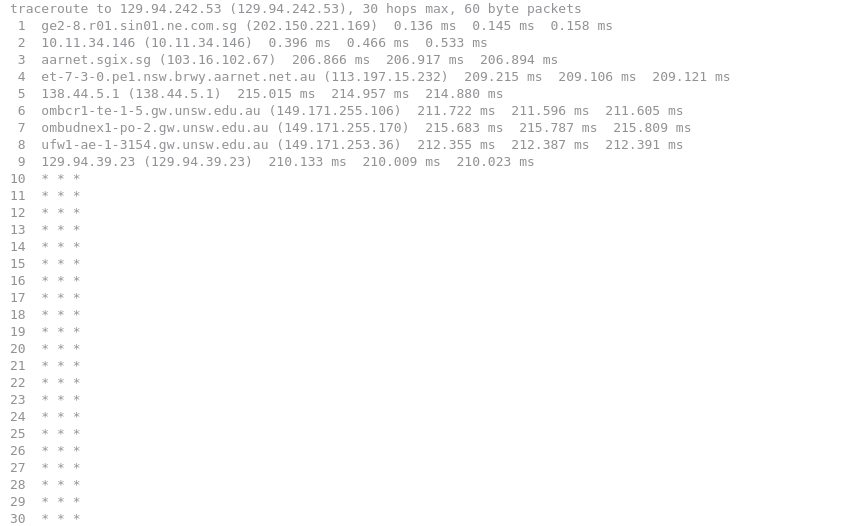 traceroute to 129.94.242.53 (129.94.242.53), 30 hops max, 60 byte packets
 1  ge2-8.r01.sin01.ne.com.sg (202.150.221.169)  0.136 ms  0.145 ms  0.158 ms
 2  10.11.34.146 (10.11.34.146)  0.396 ms  0.466 ms  0.533 ms
 3  aarnet.sgix.sg (103.16.102.67)  206.866 ms  206.917 ms  206.894 ms
 4  et-7-3-0.pe1.nsw.brwy.aarnet.net.au (113.197.15.232)  209.215 ms  209.106 ms  209.121 ms
 5  138.44.5.1 (138.44.5.1)  215.015 ms  214.957 ms  214.880 ms
 6  ombcr1-te-1-5.gw.unsw.edu.au (149.171.255.106)  211.722 ms  211.596 ms  211.605 ms
 7  ombudnex1-po-2.gw.unsw.edu.au (149.171.255.170)  215.683 ms  215.787 ms  215.809 ms
 8  ufw1-ae-1-3154.gw.unsw.edu.au (149.171.253.36)  212.355 ms  212.387 ms  212.391 ms
 9  129.94.39.23 (129.94.39.23)  210.133 ms  210.009 ms  210.023 ms
10  * * *
11  * * *
12  * * *
13  * * *
14  * * *
15  * * *
16  * * *
17  * * *
18  * * *
19  * * *
20  * * *
21  * * *
22  * * *
23  * * *
24  * * *
25  * * *
26  * * *
27  * * *
28  * * *
29  * * *
30  * * *